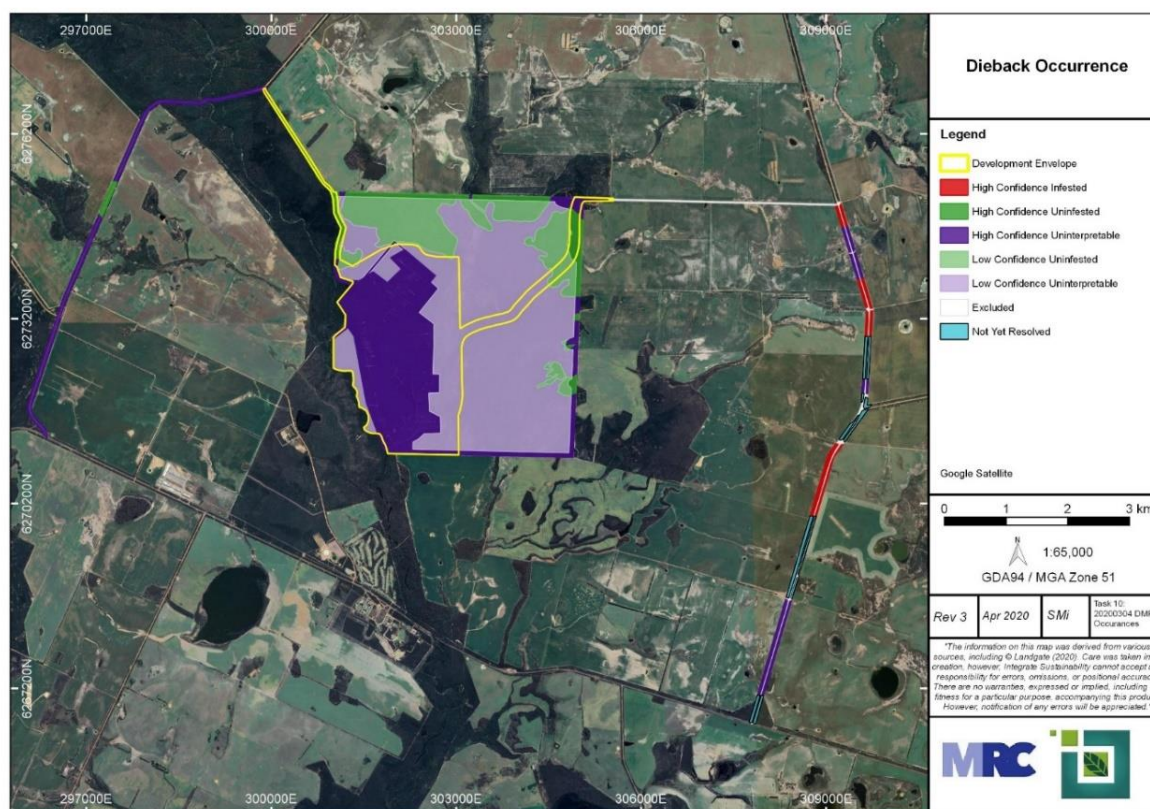 297000E 300000E 303000E 306000E 309000E
6276200N
6273200N
6270200N
6267200N
297000E 300000E 303000E 306000E 309000E
Dieback Occurrence
Legend
Development Envelope
High Confidence Infested
High Confidence Uninfested
High Confidence Uninterpretable
Low Confidence Uninfested
Low Confidence Uninterpretable
Excluded
Not Yet Resolved
Google Satellite
0 1 2 3 km
N
1:65,000
GDA94 / MGA Zone 51
Rev 3 Apr 2020 SMi
Task 10:
20200304
Occurances
"The information on this map was derived from various
sources, including © Landgate (2020). Care was taken
creation, however, Integrate Sustainability cannot accept
responsibility for errors, omissions, or positional
There are no warranties, expressed or implied, including
fitness for a particular purpose, accompanying this
However, notification of any errors will be appreciated."
MRC